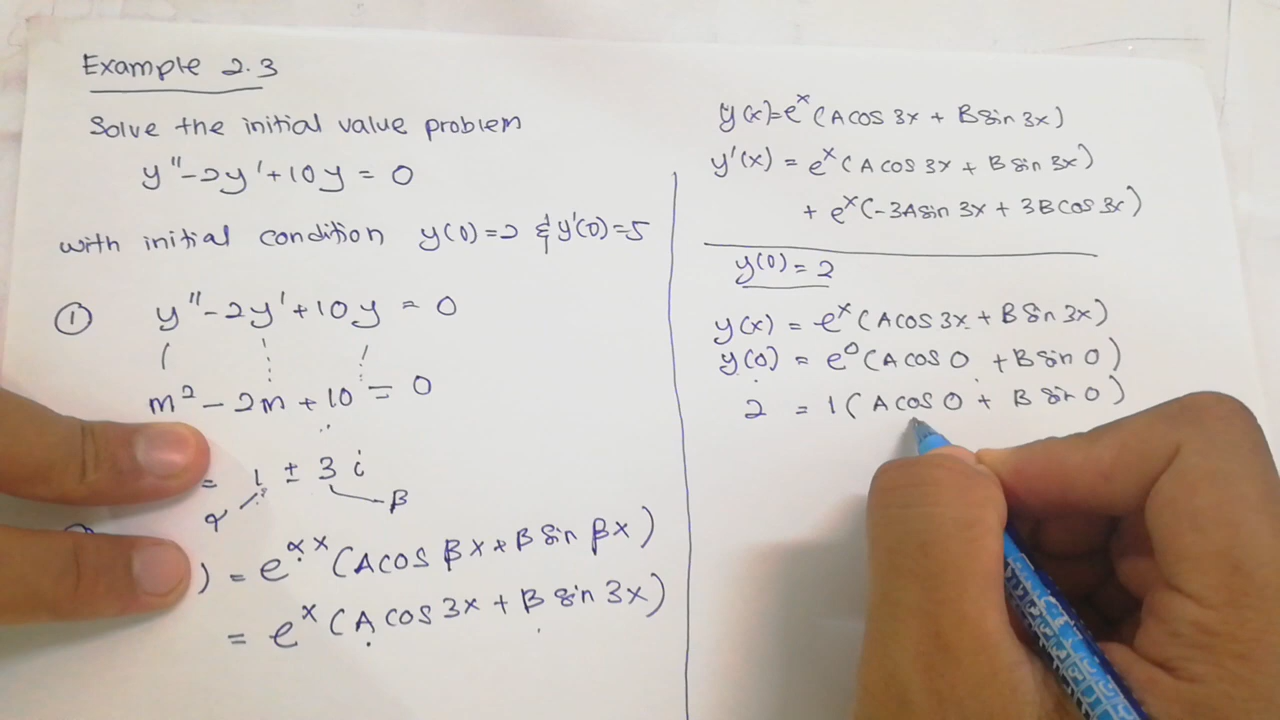 Example 2.3
Solve the initial value problem
y'' - 2y' + 10y = 0
with initial condition y(0)=2 & y'(0)=5
① y'' - 2y' + 10y = 0
m² - 2m + 10 = 0
= 1 ± 3i
α β
) = e^αx (A cos βx + B sin βx)
= e^x (A cos 3x + B sin 3x)
y(x) = e^x (A cos 3x + B sin 3x)
y'(x) = e^x (A cos 3x + B sin 3x)
+ e^x (-3A sin 3x + 3B cos 3x)
y(0) = 2
y(x) = e^x (A cos 3x + B sin 3x)
y(0) = e^0 (A cos 0 + B sin 0)
2 = 1 (A cos 0 + B sin 0)